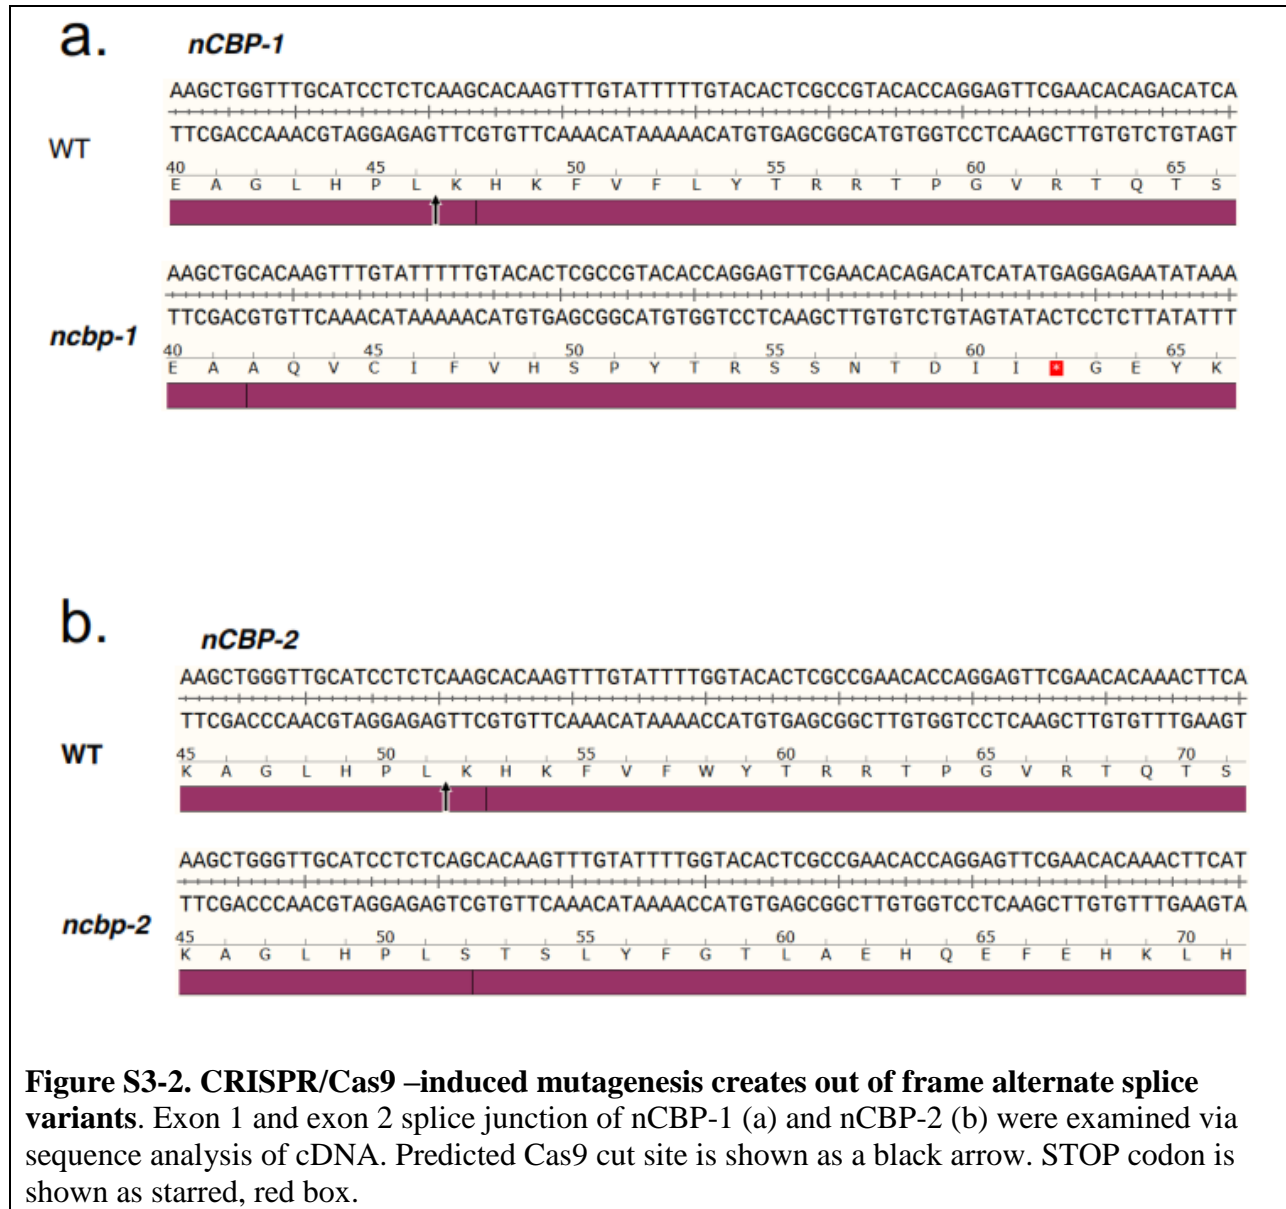 a.
nCBP-1
AAGCTGGTTTGCATCCTCTCAAGCACAAGTTTGTATTTTTGTACACTCGCCGTACACCAGGAGTTCGAACACAGACATCA
WT
TTCGACCAAACGTAGGAGAGTTCGTGTTCAAACATAAAAACATGTGAGCGGCATGTGGTCCTCAAGCTTGTGTCTGTAGT
40 45 50 55 60 65
E A G L H P L K H K F V F L Y T R R T P G V R T Q T S
AAGCTGCACAAGTTTGTATTTTTGTACACTCGCCGTACACCAGGAGTTCGAACACAGACATCATATGAGGAGAATATAAA
ncbp-1
TTCGACGTGTTCAAACATAAAAACATGTGAGCGGCATGTGGTCCTCAAGCTTGTGTCTGTAGTATACTCCTCTTATATTT
40 45 50 55 60 65
E A A Q V C I F V H S P Y T R S S N T D I I * G E Y K
b.
nCBP-2
AAGCTGGGTTGCATCCTCTCAAGCACAAGTTTGTATTTTGGTACACTCGCCGAACACCAGGAGTTCGAACACAAACTTCA
WT
TTCGACCCAACGTAGGAGAGTTCGTGTTCAAACATAAAACCATGTGAGCGGCTTGTGGTCCTCAAGCTTGTGTTTGAAGT
45 50 55 60 65 70
K A G L H P L K H K F V F W Y T R R T P G V R T Q T S
AAGCTGGGTTGCATCCTCTCAGCACAAGTTTGTATTTTGGTACACTCGCCGAACACCAGGAGTTCGAACACAAACTTCAT
ncbp-2
TTCGACCCAACGTAGGAGAGTCGTGTTCAAACATAAAACCATGTGAGCGGCTTGTGGTCCTCAAGCTTGTGTTTGAAGTA
45 50 55 60 65 70
K A G L H P L S T S L Y F G T L A E H Q E F E H K L H
Figure S3-2. CRISPR/Cas9 –induced mutagenesis creates out of frame alternate splice
variants. Exon 1 and exon 2 splice junction of nCBP-1 (a) and nCBP-2 (b) were examined via
sequence analysis of cDNA. Predicted Cas9 cut site is shown as a black arrow. STOP codon is
shown as starred, red box.